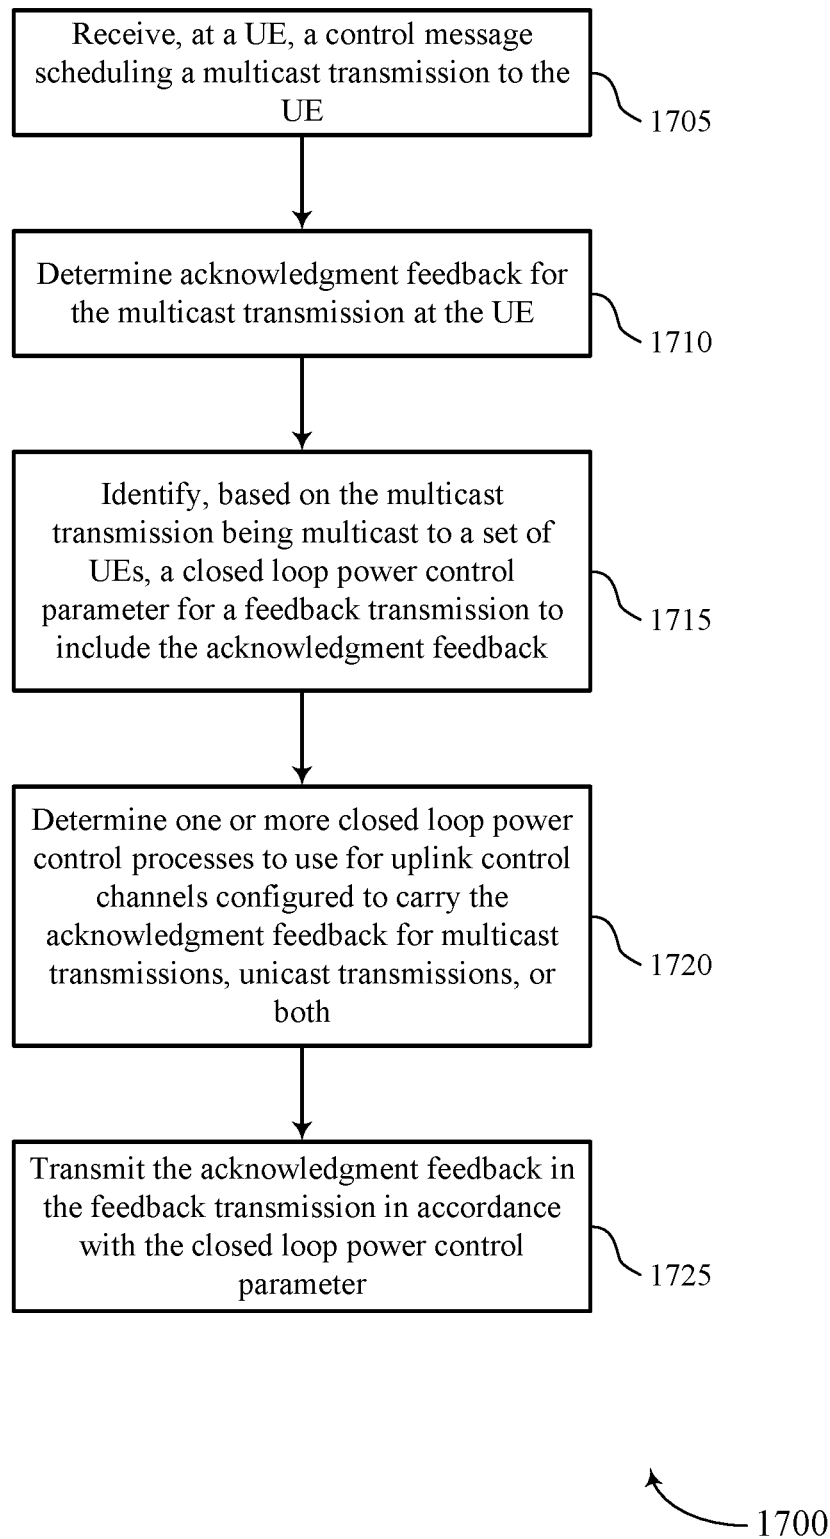 Receive, at a UE, a control message
scheduling a multicast transmission to the
UE
1705
Determine acknowledgment feedback for
the multicast transmission at the UE
1710
Identify, based on the multicast
transmission being multicast to a set of
UEs, a closed loop power control
parameter for a feedback transmission to
include the acknowledgment feedback
1715
Determine one or more closed loop power
control processes to use for uplink control
channels configured to carry the
acknowledgment feedback for multicast
transmissions, unicast transmissions, or
both
1720
Transmit the acknowledgment feedback in
the feedback transmission in accordance
with the closed loop power control
parameter
1725
1700